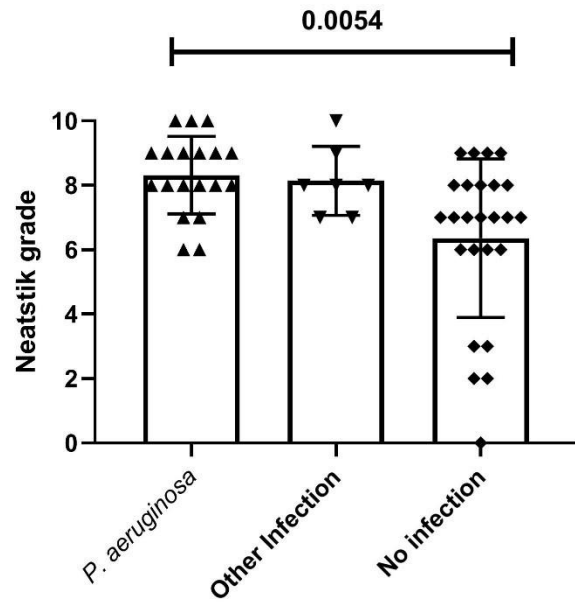 0.0054
Neatstik grade
10
8
6
4
2
0
P. aeruginosa
Other Infection
No infection